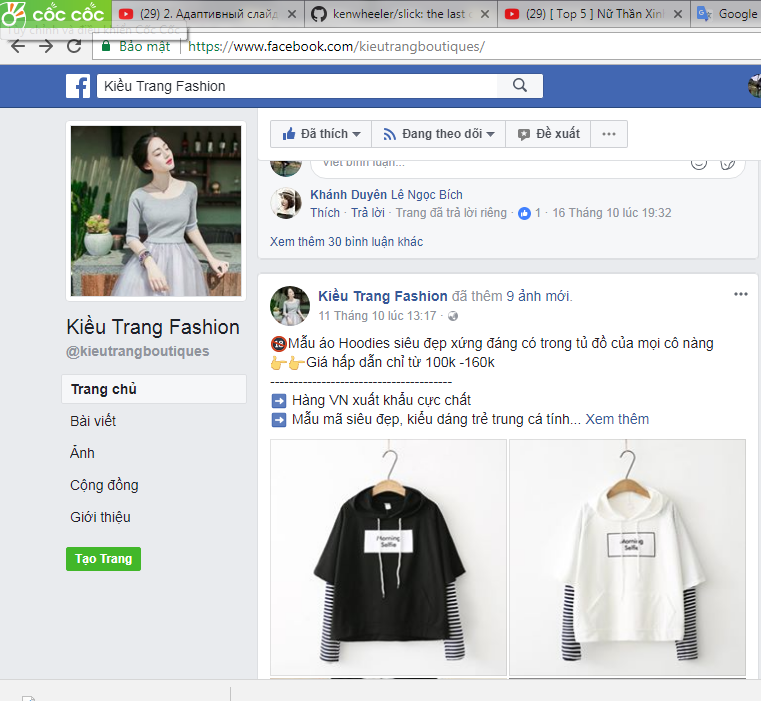 cốc cốc
(29) 2. Адаптивный слайд
kenwheeler/slick: the last
(29) [ Top 5 ] Nữ Thần Xinh
Google
Tùy chỉnh và điều khiển Cốc Cốc
Bảo mật
https://www.facebook.com/kieutrangboutiques/
Kiều Trang Fashion
Đã thích
Đang theo dõi
Đề xuất
Viết bình luận...
Khánh Duyên Lê Ngọc Bích
Thích · Trả lời · Trang đã trả lời riêng · 1 · 16 Tháng 10 lúc 19:32
Xem thêm 30 bình luận khác
Kiều Trang Fashion
@kieutrangboutiques
Trang chủ
Bài viết
Ảnh
Cộng đồng
Giới thiệu
Tạo Trang
Kiều Trang Fashion đã thêm 9 ảnh mới.
11 Tháng 10 lúc 13:17 ·
🔞Mẫu áo Hoodies siêu đẹp xứng đáng có trong tủ đồ của mọi cô nàng
👉👉Giá hấp dẫn chỉ từ 100k -160k
---------------------------------------
➡ Hàng VN xuất khẩu cực chất
➡ Mẫu mã siêu đẹp, kiểu dáng trẻ trung cá tính... Xem thêm
Morning
Selfie
Morning
Selfie